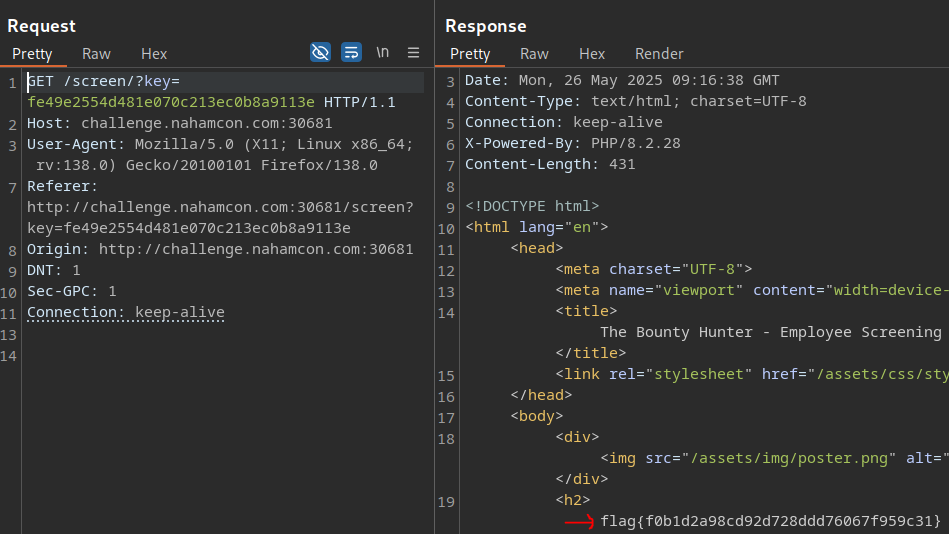 Request
Pretty Raw Hex \n
1 GET /screen/?key=
fe49e2554d481e070c213ec0b8a9113e HTTP/1.1
2 Host: challenge.nahamcon.com:30681
3 User-Agent: Mozilla/5.0 (X11; Linux x86_64;
rv:138.0) Gecko/20100101 Firefox/138.0
7 Referer:
http://challenge.nahamcon.com:30681/screen?
key=fe49e2554d481e070c213ec0b8a9113e
8 Origin: http://challenge.nahamcon.com:30681
9 DNT: 1
10 Sec-GPC: 1
11 Connection: keep-alive
13
14
Response
Pretty Raw Hex Render
3 Date: Mon, 26 May 2025 09:16:38 GMT
4 Content-Type: text/html; charset=UTF-8
5 Connection: keep-alive
6 X-Powered-By: PHP/8.2.28
7 Content-Length: 431
8
9 <!DOCTYPE html>
10 <html lang="en">
11 <head>
12 <meta charset="UTF-8">
13 <meta name="viewport" content="width=device-
14 <title>
The Bounty Hunter - Employee Screening
</title>
15 <link rel="stylesheet" href="/assets/css/sty
16 </head>
17 <body>
18 <div>
<img src="/assets/img/poster.png" alt="
</div>
19 <h2>
flag{f0b1d2a98cd92d728ddd76067f959c31}